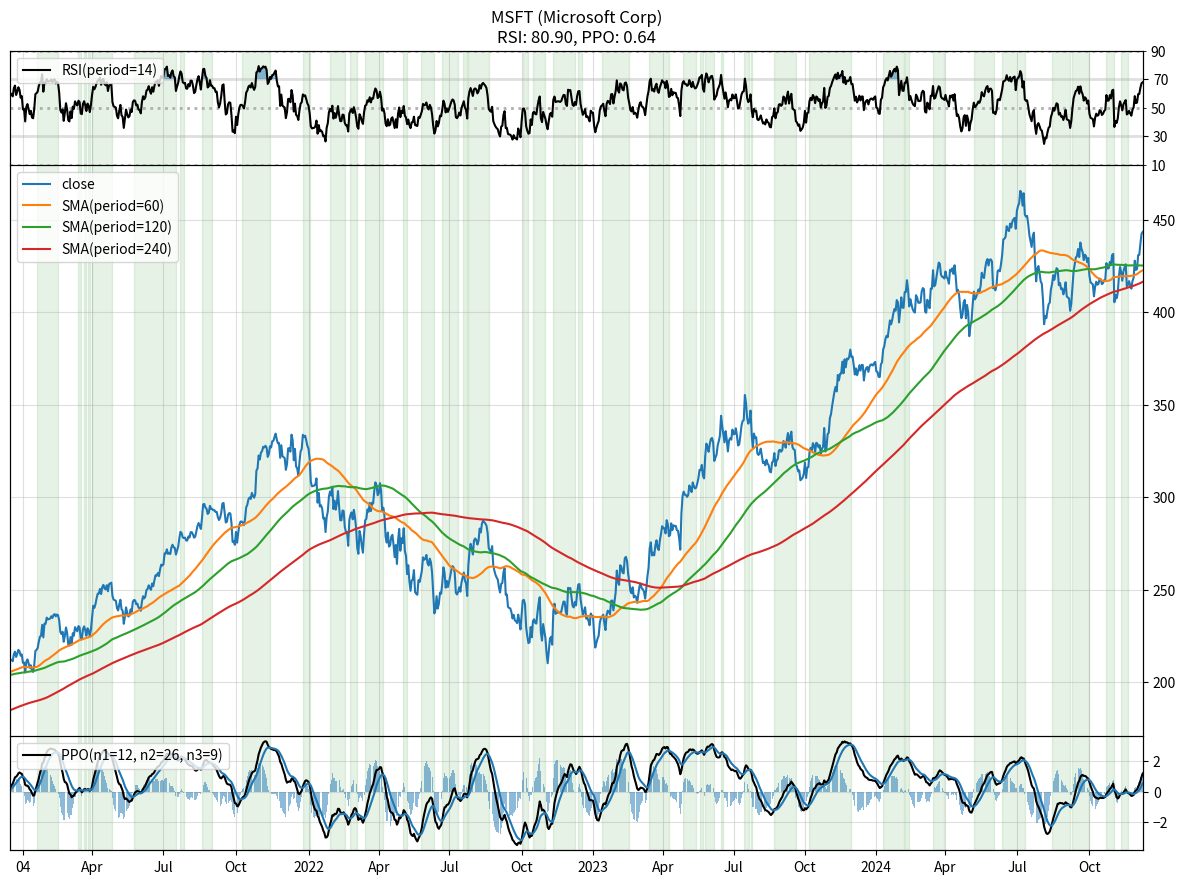 MSFT (Microsoft Corp)
RSI: 80.90, PPO: 0.64
RSI(period=14)
90
70
50
30
10
close
SMA(period=60)
SMA(period=120)
SMA(period=240)
450
400
350
300
250
200
PPO(n1=12, n2=26, n3=9)
2
0
−2
04 Apr Jul Oct 2022 Apr Jul Oct 2023 Apr Jul Oct 2024 Apr Jul Oct